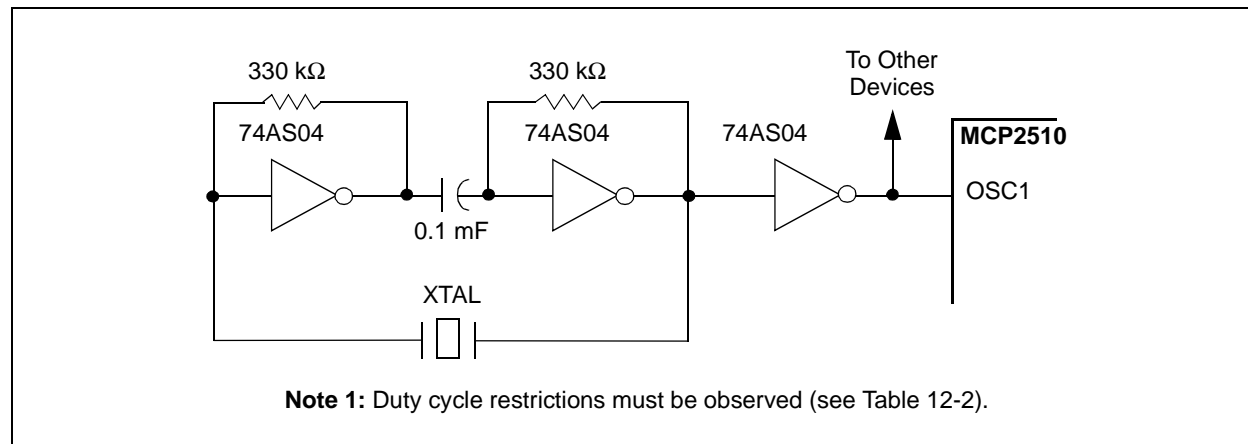 330 kΩ
330 kΩ
To Other
Devices
74AS04
74AS04
74AS04
MCP2510
OSC1
0.1 mF
XTAL
Note 1: Duty cycle restrictions must be observed (see Table 12-2).